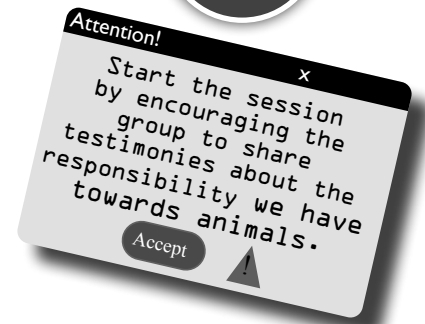 Attention!
x
Start the session
by encouraging the
group to share
testimonies about the
responsibility we have
towards animals.
Accept
!